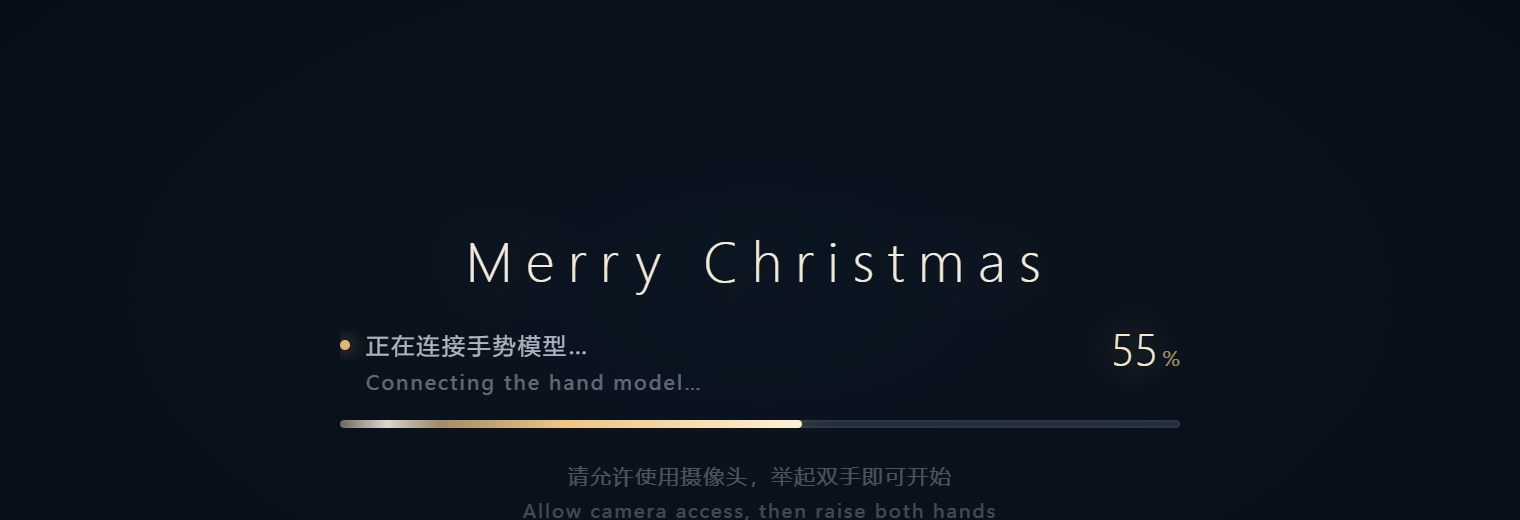 Merry Christmas
正在连接手势模型…
55%
Connecting the hand model…
请允许使用摄像头，举起双手即可开始
Allow camera access, then raise both hands